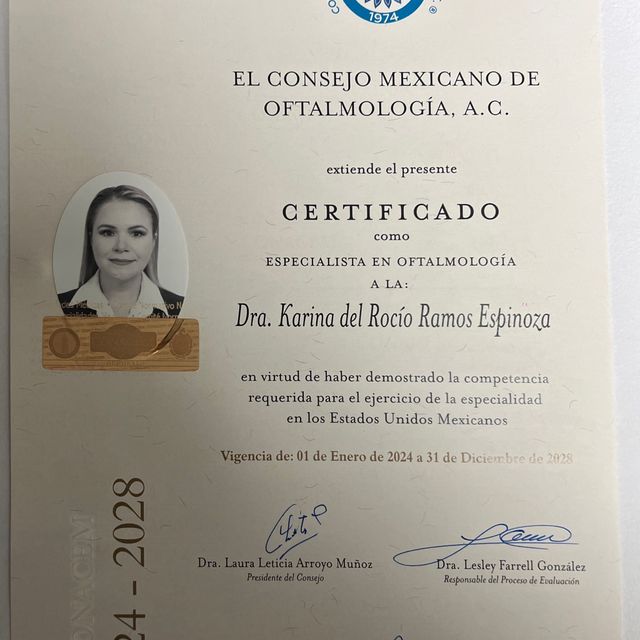 1974
EL CONSEJO MEXICANO DE
OFTALMOLOGÍA, A.C.
extiende el presente
CERTIFICADO
como
ESPECIALISTA EN OFTALMOLOGÍA
A LA:
Dra. Karina del Rocío Ramos Espinoza
en virtud de haber demostrado la competencia
requerida para el ejercicio de la especialidad
en los Estados Unidos Mexicanos
Vigencia de: 01 de Enero de 2024 a 31 de Diciembre de 2028
Dra. Laura Leticia Arroyo Muñoz
Presidente del Consejo
Dra. Lesley Farrell González
Responsable del Proceso de Evaluación
ONACEM
24 - 2028